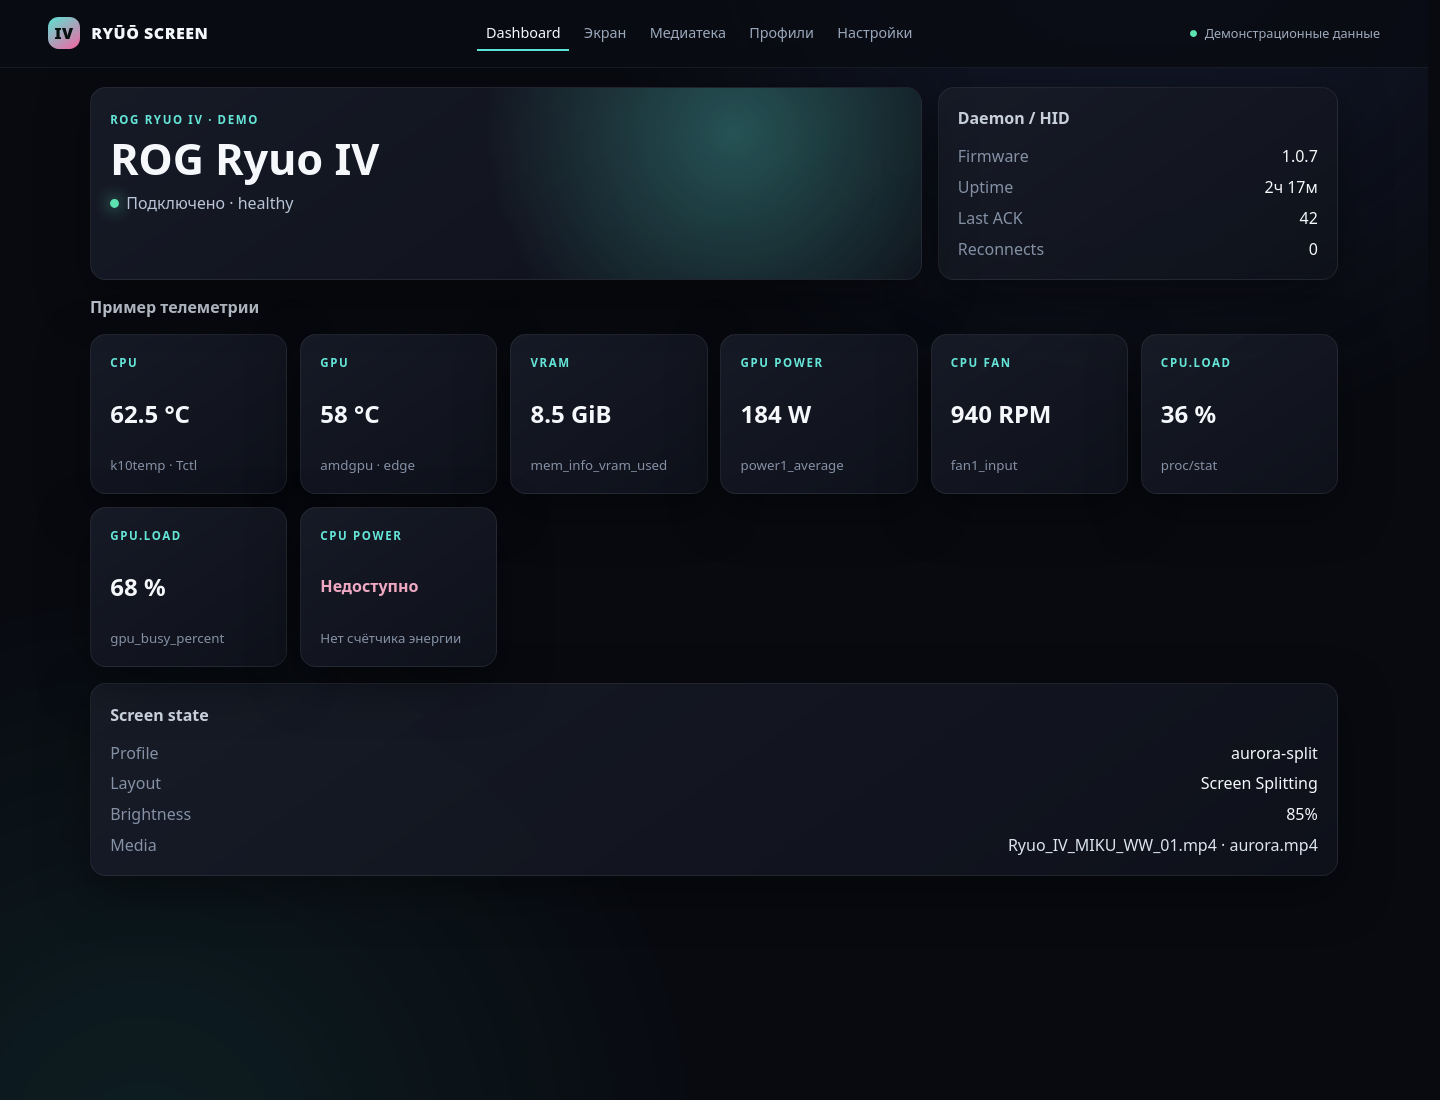 IV RYŪŌ SCREEN
Dashboard Экран Медиатека Профили Настройки
Демонстрационные данные
ROG RYUO IV · DEMO
ROG Ryuo IV
Подключено · healthy
Daemon / HID
Firmware 1.0.7
Uptime 2ч 17м
Last ACK 42
Reconnects 0
Пример телеметрии
CPU
62.5 °C
k10temp · Tctl
GPU
58 °C
amdgpu · edge
VRAM
8.5 GiB
mem_info_vram_used
GPU POWER
184 W
power1_average
CPU FAN
940 RPM
fan1_input
CPU.LOAD
36 %
proc/stat
GPU.LOAD
68 %
gpu_busy_percent
CPU POWER
Недоступно
Нет счётчика энергии
Screen state
Profile aurora-split
Layout Screen Splitting
Brightness 85%
Media Ryuo_IV_MIKU_WW_01.mp4 · aurora.mp4